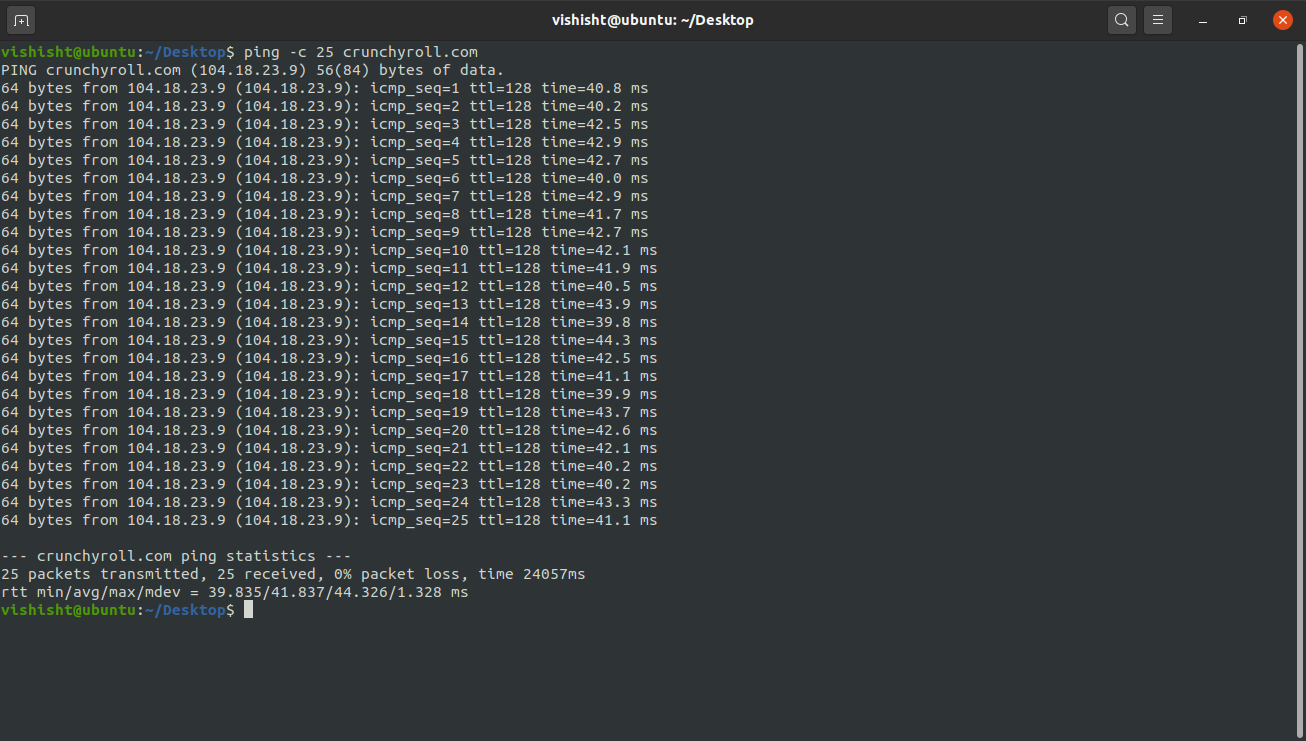 vishisht@ubuntu: ~/Desktop
vishisht@ubuntu:~/Desktop$ ping -c 25 crunchyroll.com
PING crunchyroll.com (104.18.23.9) 56(84) bytes of data.
64 bytes from 104.18.23.9 (104.18.23.9): icmp_seq=1 ttl=128 time=40.8 ms
64 bytes from 104.18.23.9 (104.18.23.9): icmp_seq=2 ttl=128 time=40.2 ms
64 bytes from 104.18.23.9 (104.18.23.9): icmp_seq=3 ttl=128 time=42.5 ms
64 bytes from 104.18.23.9 (104.18.23.9): icmp_seq=4 ttl=128 time=42.9 ms
64 bytes from 104.18.23.9 (104.18.23.9): icmp_seq=5 ttl=128 time=42.7 ms
64 bytes from 104.18.23.9 (104.18.23.9): icmp_seq=6 ttl=128 time=40.0 ms
64 bytes from 104.18.23.9 (104.18.23.9): icmp_seq=7 ttl=128 time=42.9 ms
64 bytes from 104.18.23.9 (104.18.23.9): icmp_seq=8 ttl=128 time=41.7 ms
64 bytes from 104.18.23.9 (104.18.23.9): icmp_seq=9 ttl=128 time=42.7 ms
64 bytes from 104.18.23.9 (104.18.23.9): icmp_seq=10 ttl=128 time=42.1 ms
64 bytes from 104.18.23.9 (104.18.23.9): icmp_seq=11 ttl=128 time=41.9 ms
64 bytes from 104.18.23.9 (104.18.23.9): icmp_seq=12 ttl=128 time=40.5 ms
64 bytes from 104.18.23.9 (104.18.23.9): icmp_seq=13 ttl=128 time=43.9 ms
64 bytes from 104.18.23.9 (104.18.23.9): icmp_seq=14 ttl=128 time=39.8 ms
64 bytes from 104.18.23.9 (104.18.23.9): icmp_seq=15 ttl=128 time=44.3 ms
64 bytes from 104.18.23.9 (104.18.23.9): icmp_seq=16 ttl=128 time=42.5 ms
64 bytes from 104.18.23.9 (104.18.23.9): icmp_seq=17 ttl=128 time=41.1 ms
64 bytes from 104.18.23.9 (104.18.23.9): icmp_seq=18 ttl=128 time=39.9 ms
64 bytes from 104.18.23.9 (104.18.23.9): icmp_seq=19 ttl=128 time=43.7 ms
64 bytes from 104.18.23.9 (104.18.23.9): icmp_seq=20 ttl=128 time=42.6 ms
64 bytes from 104.18.23.9 (104.18.23.9): icmp_seq=21 ttl=128 time=42.1 ms
64 bytes from 104.18.23.9 (104.18.23.9): icmp_seq=22 ttl=128 time=40.2 ms
64 bytes from 104.18.23.9 (104.18.23.9): icmp_seq=23 ttl=128 time=40.2 ms
64 bytes from 104.18.23.9 (104.18.23.9): icmp_seq=24 ttl=128 time=43.3 ms
64 bytes from 104.18.23.9 (104.18.23.9): icmp_seq=25 ttl=128 time=41.1 ms
--- crunchyroll.com ping statistics ---
25 packets transmitted, 25 received, 0% packet loss, time 24057ms
rtt min/avg/max/mdev = 39.835/41.837/44.326/1.328 ms
vishisht@ubuntu:~/Desktop$